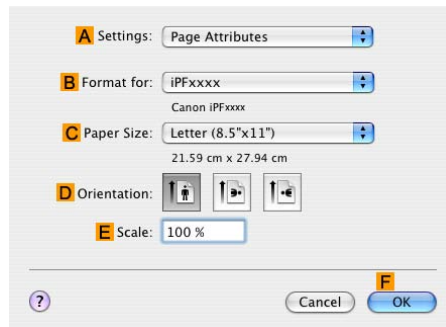 A Settings: Page Attributes
B Format for: iPFxxxx
Canon iPFxxxx
C Paper Size: Letter (8.5"x11")
21.59 cm x 27.94 cm
D Orientation:
E Scale: 100 %
F
? Cancel OK